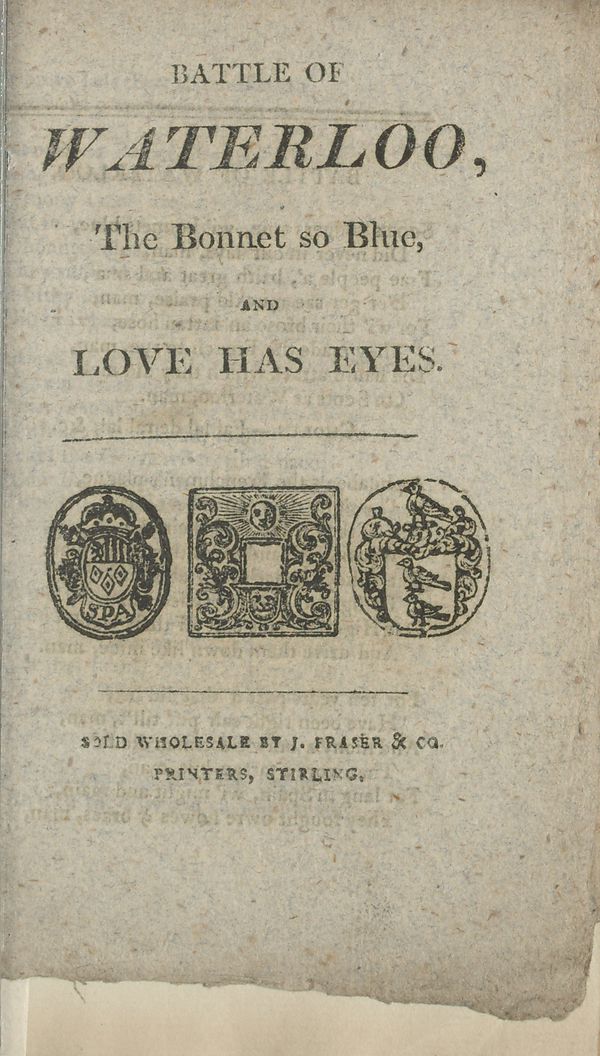 BATTLE OF
WATERLOO,
The Bonnet so Blue,
AND
LOVE HAS EYES.
SPA
SOLD WHOLESALE BY J. FRASER & CO.
PRINTERS, STIRLING.